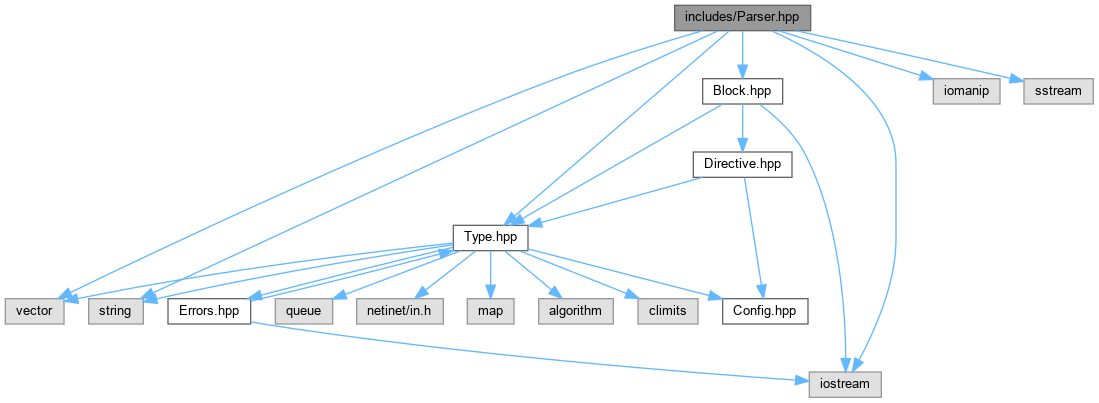 includes/Parser.hpp
Block.hpp
iomanip
sstream
Directive.hpp
Type.hpp
vector
string
Errors.hpp
queue
netinet/in.h
map
algorithm
climits
Config.hpp
iostream